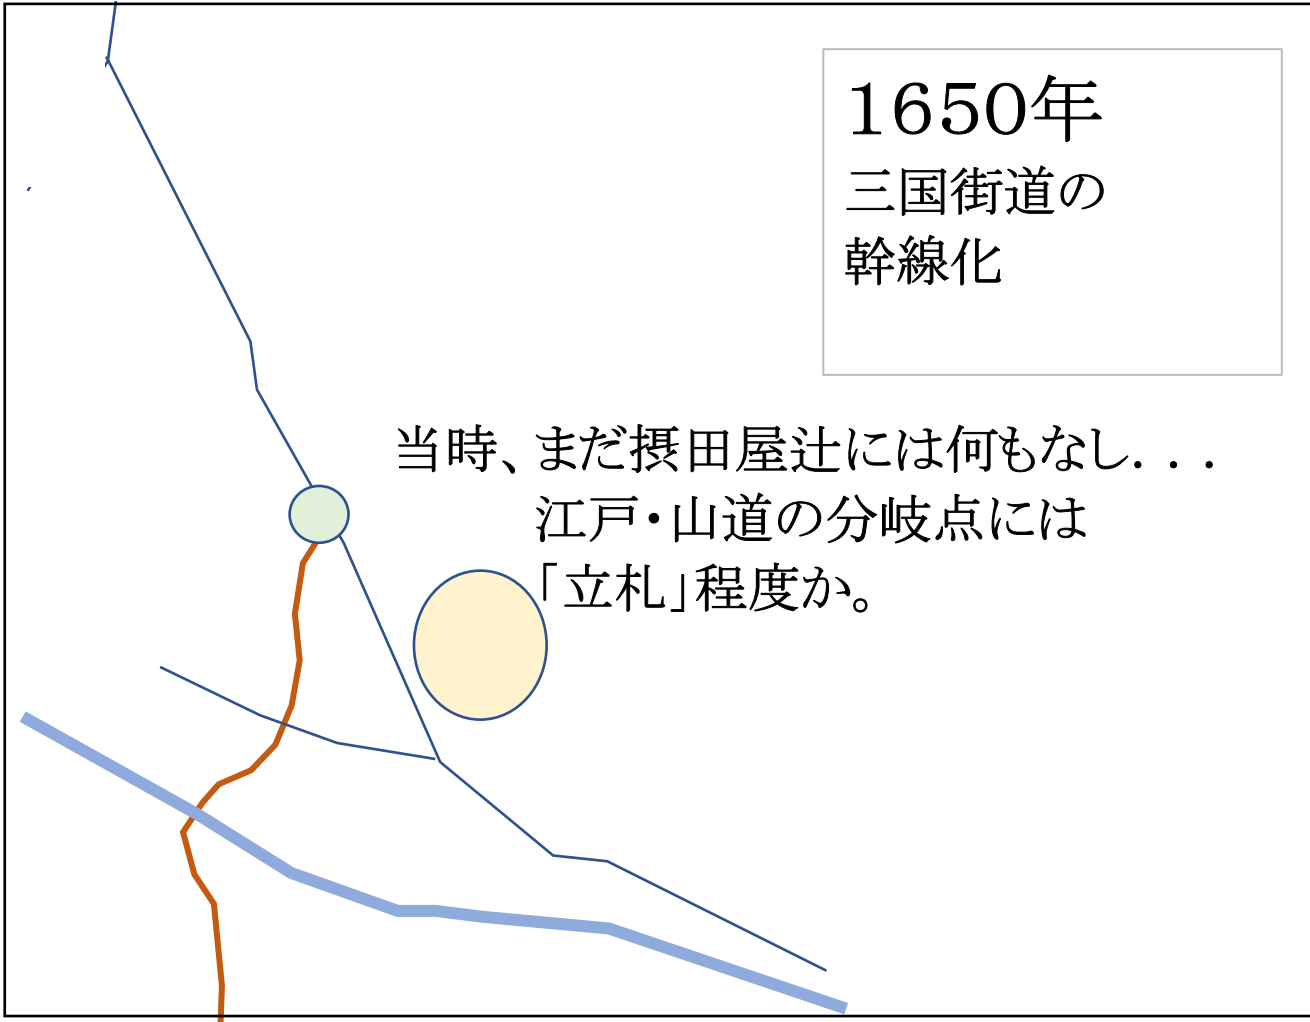 1650年
三国街道の
幹線化
当時、まだ摂田屋辻には何もなし．．．
江戸・山道の分岐点には
「立札」程度か。